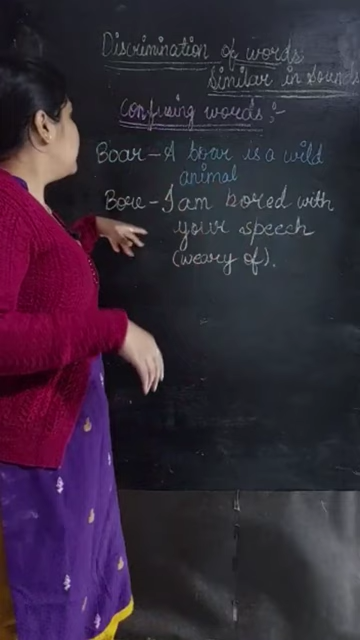 Discrimination of words
Similar in Sound
Confusing words:-
Boar - A boar is a wild
animal
Bore - I am bored with
your speech
(weary of).